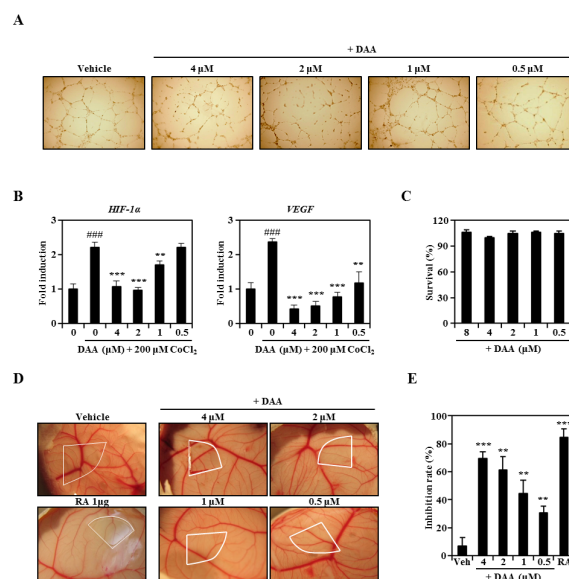 A
+ DAA
Vehicle 4 μM 2 μM 1 μM 0.5 μM
B
HIF-1α
Fold induction
3
2
1
0
###
***
***
**
0 0 4 2 1 0.5
DAA (μM) + 200 μM CoCl₂
VEGF
Fold induction
3
2
1
0
###
***
***
***
**
0 0 4 2 1 0.5
DAA (μM) + 200 μM CoCl₂
C
Survival (%)
120
90
60
30
0
8 4 2 1 0.5
+ DAA (μM)
D
+ DAA
Vehicle 4 μM 2 μM
RA 1μg 1 μM 0.5 μM
E
Inhibition rate (%)
100
80
60
40
20
0
***
**
**
**
***
Veh 4 2 1 0.5 RA
+ DAA (μM)